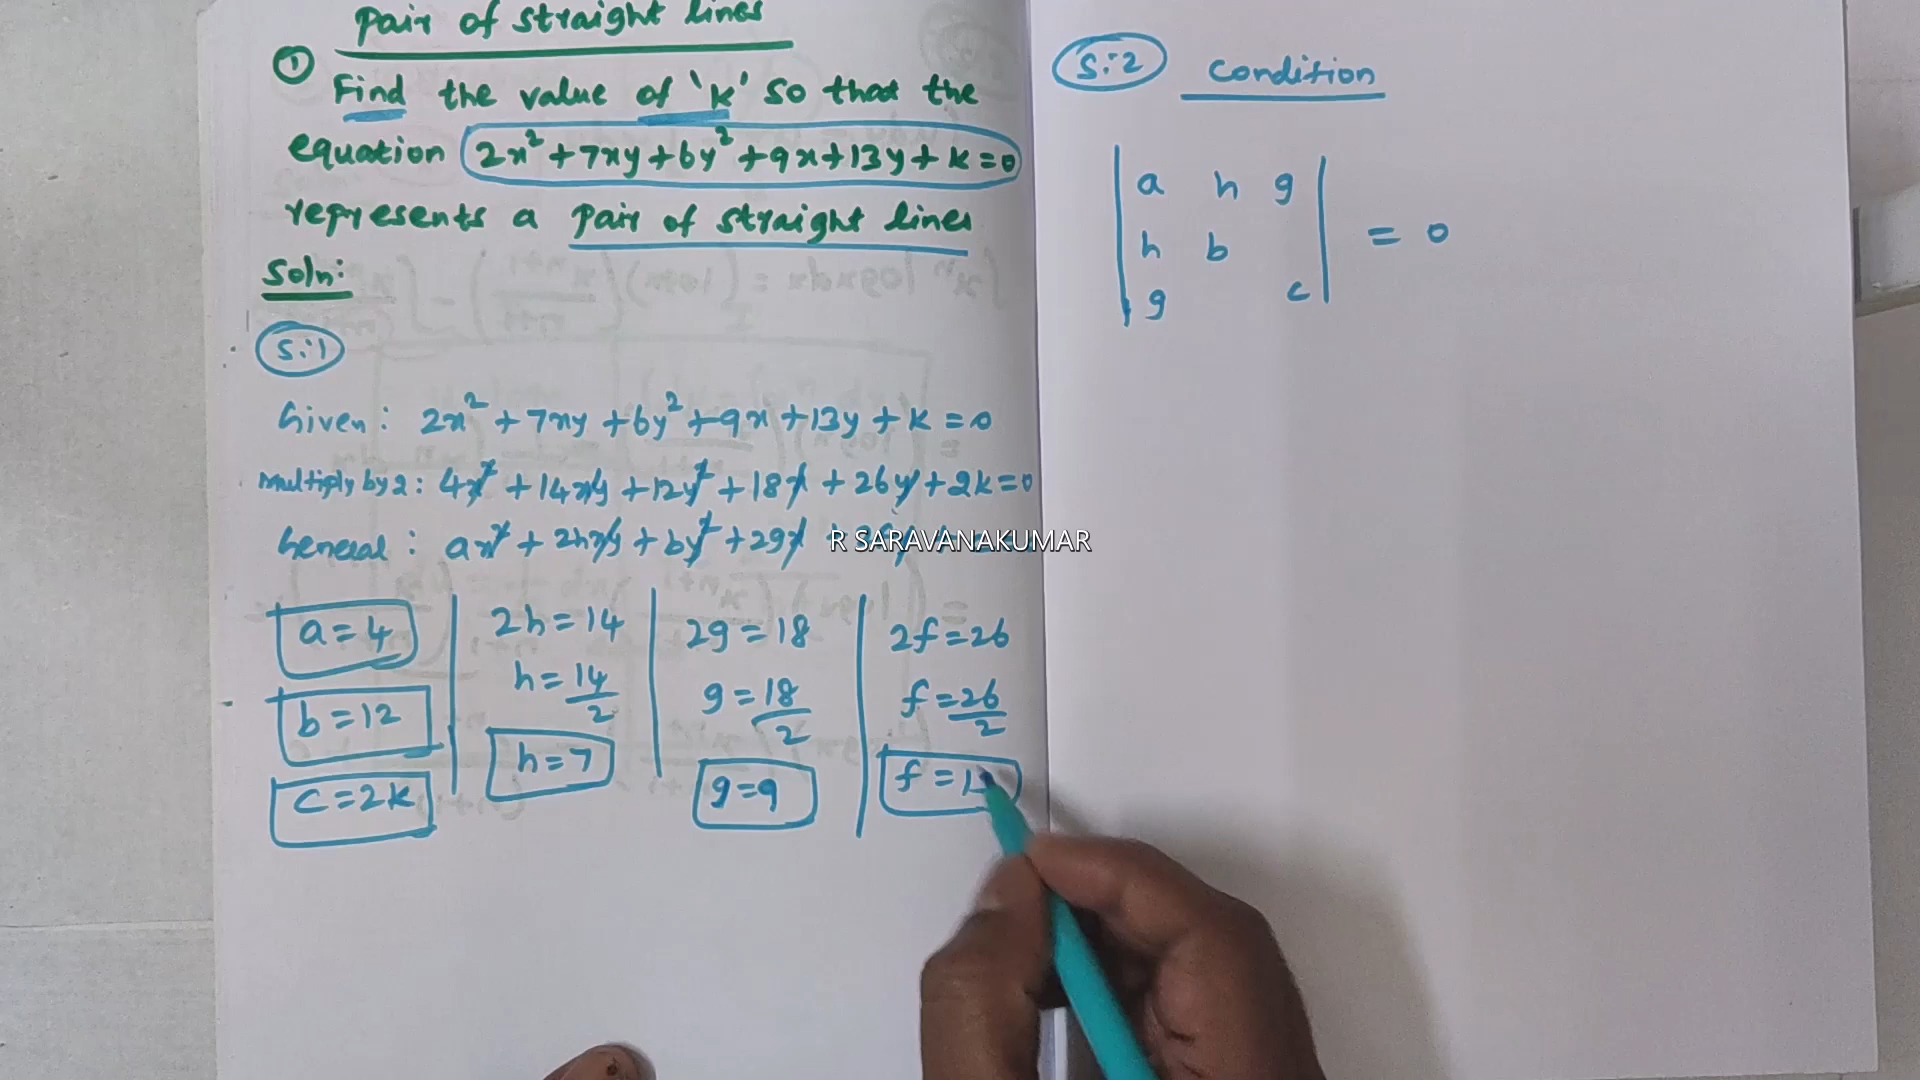 Pair of straight lines
① Find the value of 'k' so that the
equation 2x²+7xy+6y²+9x+13y+k=0
represents a pair of straight lines
Soln:
S:1
Given: 2x²+7xy+6y²+9x+13y+k=0
Multiply by 2: 4x²+14xy+12y²+18x+26y+2k=0
General: ax²+2hxy+by²+2gx
R SARAVANAKUMAR
a=4
b=12
c=2k
2h=14
h=14/2
h=7
2g=18
g=18/2
g=9
2f=26
f=26/2
f=13
S:2 Condition
a h g
h b = 0
g c